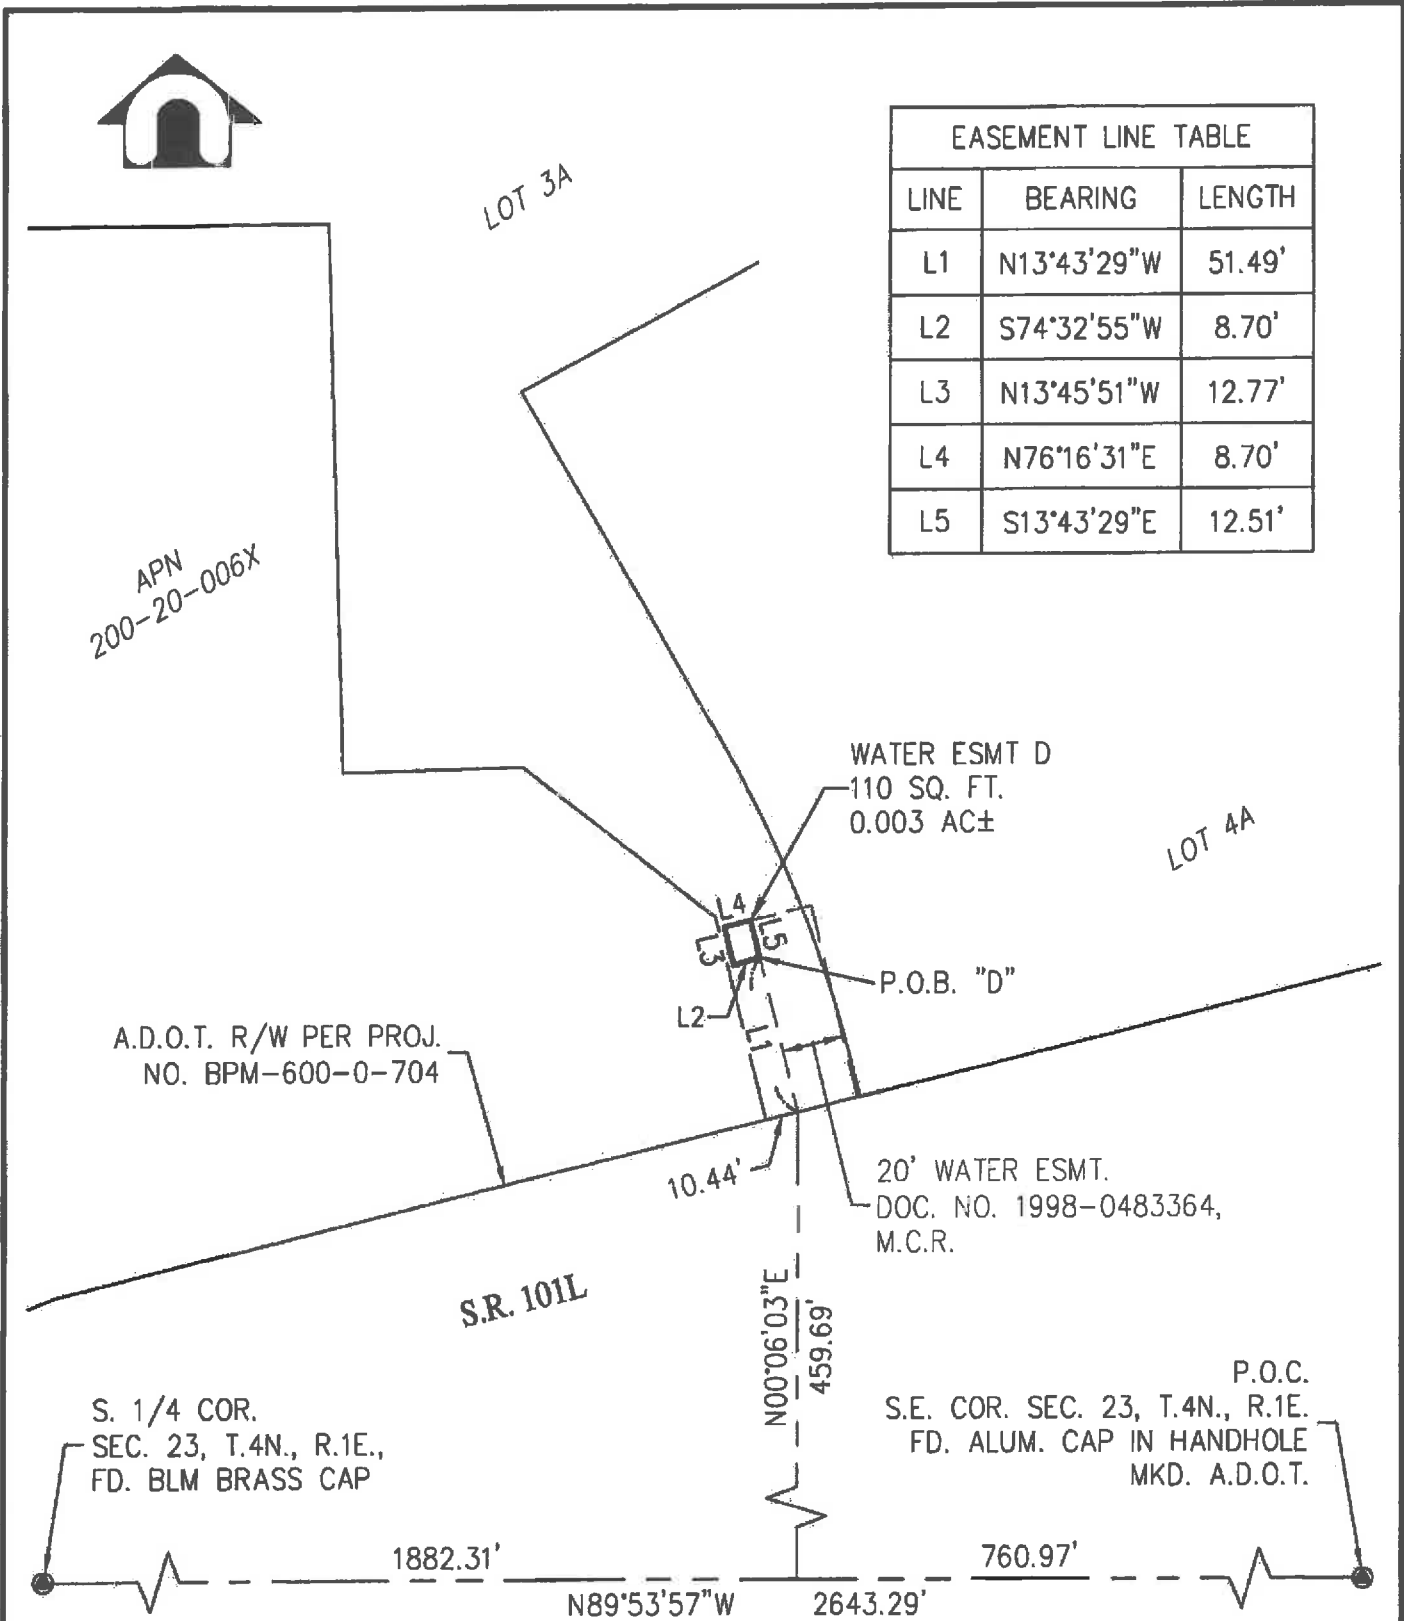 EASEMENT LINE TABLE
LINE BEARING LENGTH
L1 N13°43'29"W 51.49'
L2 S74°32'55"W 8.70'
L3 N13°45'51"W 12.77'
L4 N76°16'31"E 8.70'
L5 S13°43'29"E 12.51'
LOT 3A
APN
200-20-006X
WATER ESMT D
110 SQ. FT.
0.003 AC±
LOT 4A
L4
L5
L3
P.O.B. "D"
L2
L1
A.D.O.T. R/W PER PROJ.
NO. BPM-600-0-704
10.44'
20' WATER ESMT.
DOC. NO. 1998-0483364,
M.C.R.
S.R. 101L
N00°06'03"E
459.69'
S. 1/4 COR.
SEC. 23, T.4N., R.1E.,
FD. BLM BRASS CAP
P.O.C.
S.E. COR. SEC. 23, T.4N., R.1E.
FD. ALUM. CAP IN HANDHOLE
MKD. A.D.O.T.
1882.31'
760.97'
N89°53'57"W 2643.29'